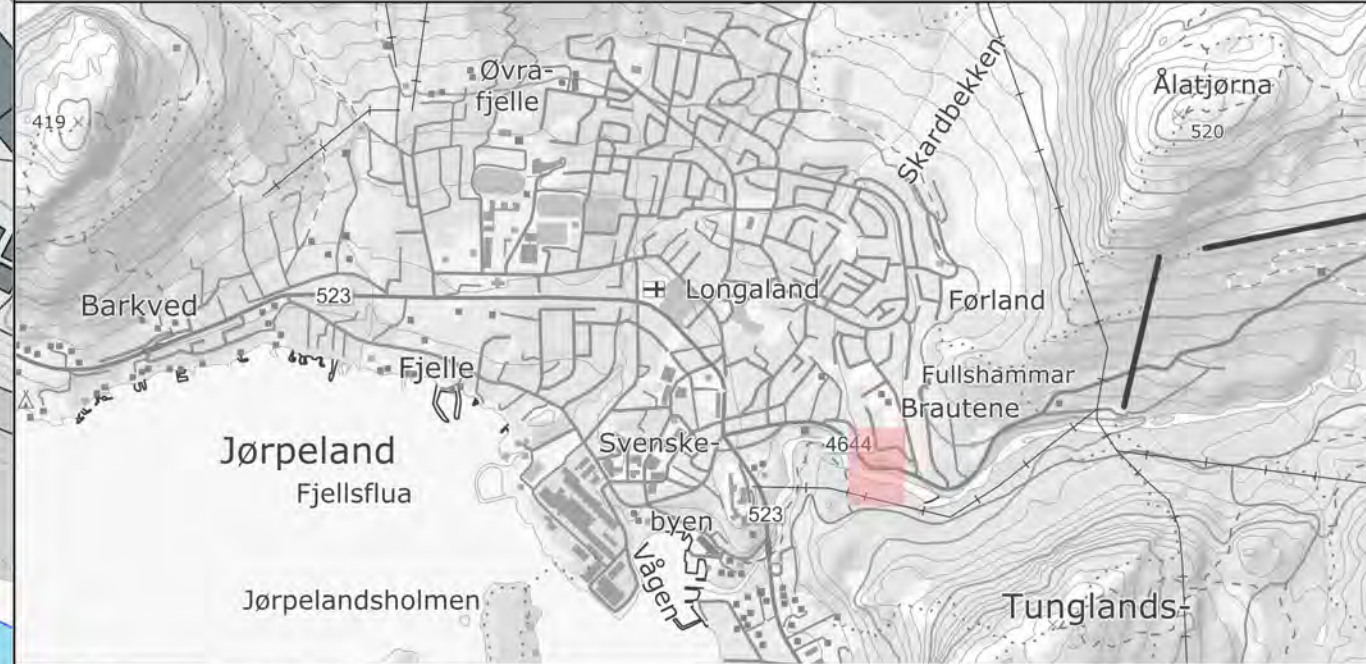 Øvra-
fjelle
Skardbekken
Ålatjørna
520
419
Barkved
523
Longaland
Førland
Fjelle
Fullshammar
Brautene
Jørpeland
Fjellsflua
Svenske-
byen
4644
523
Vågen
Jørpelandsholmen
Tunglands-